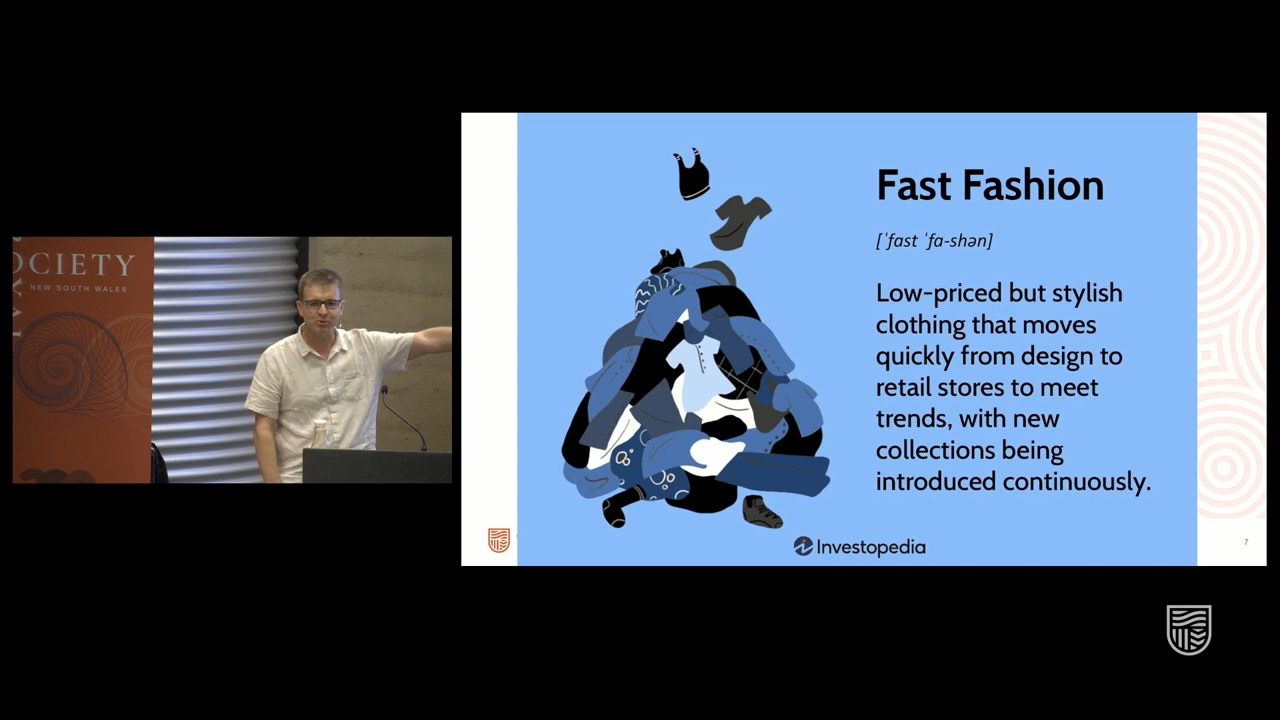 OCIETY
NEW SOUTH WALES
Fast Fashion
[ˈfast ˈfa-shən]
Low-priced but stylish
clothing that moves
quickly from design to
retail stores to meet
trends, with new
collections being
introduced continuously.
Investopedia
7